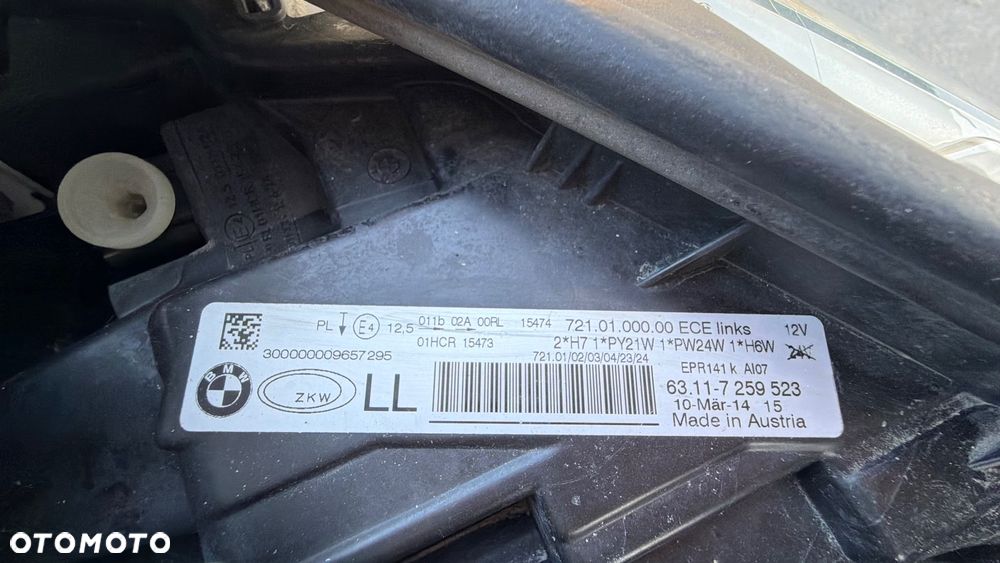 PL E4 12,5 011b 02A 00RL 15474 721.01.000.00 ECE links 12V
01HCR 15473 2*H7 1*PY21W 1*PW24W 1*H6W 24V
300000009657295 721.01/02/03/04/23/24 EPR141 k AI07
BMW ZKW LL 63.11-7 259 523
10-Mär-14 15
Made in Austria
OTOMOTO